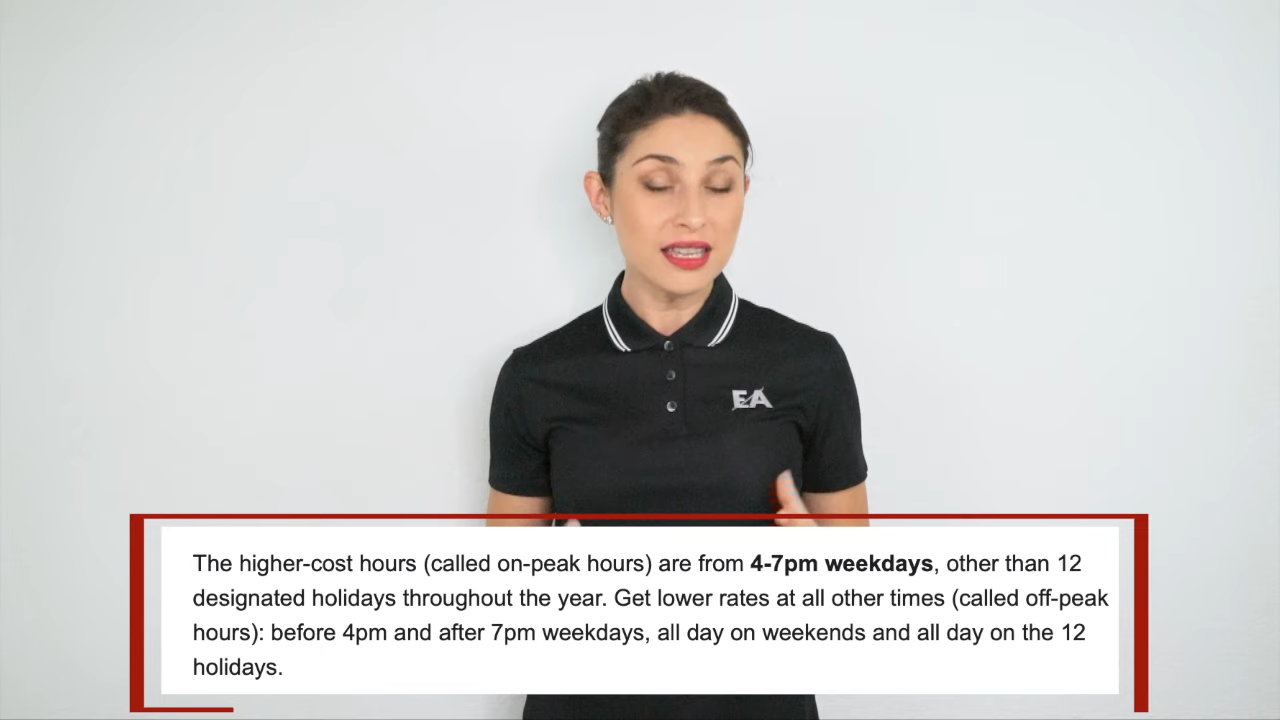 EA
The higher-cost hours (called on-peak hours) are from 4-7pm weekdays, other than 12
designated holidays throughout the year. Get lower rates at all other times (called off-peak
hours): before 4pm and after 7pm weekdays, all day on weekends and all day on the 12
holidays.